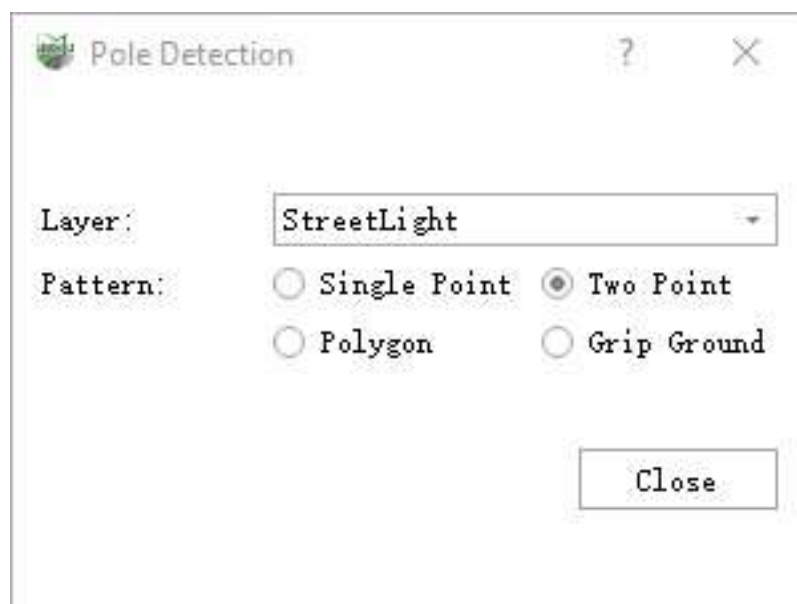 Pole Detection ? ×
Layer: StreetLight
Pattern: Single Point Two Point
Polygon Grip Ground
Close